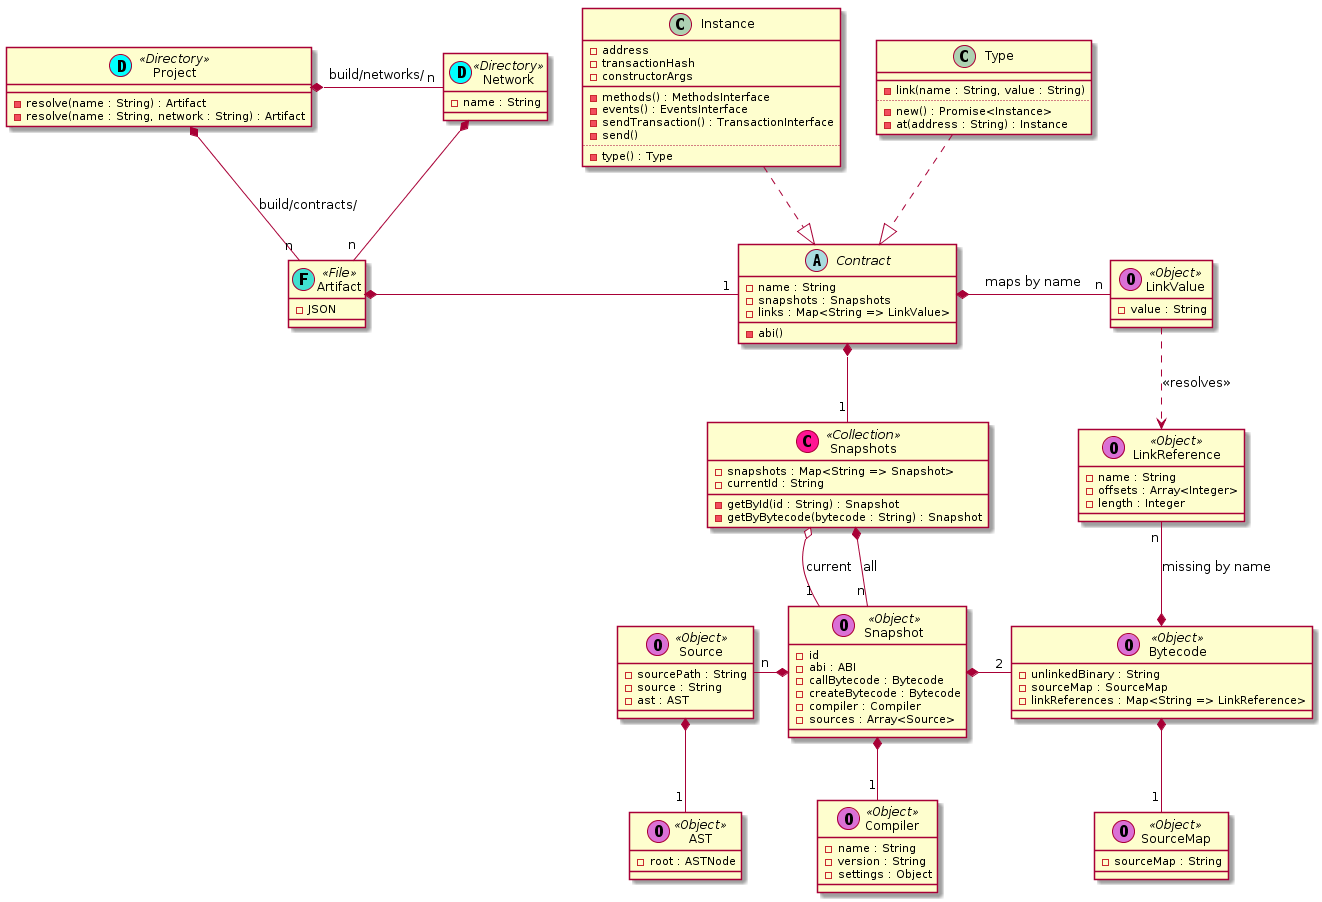 D
«Directory»
Project
resolve(name : String) : Artifact
resolve(name : String, network : String) : Artifact
build/networks/
n
D
«Directory»
Network
name : String
C
Instance
address
transactionHash
constructorArgs
methods() : MethodsInterface
events() : EventsInterface
sendTransaction() : TransactionInterface
send()
type() : Type
C
Type
link(name : String, value : String)
new() : Promise<Instance>
at(address : String) : Instance
build/contracts/
n
n
F
«File»
Artifact
JSON
1
A
Contract
name : String
snapshots : Snapshots
links : Map<String => LinkValue>
abi()
maps by name
n
O
«Object»
LinkValue
value : String
«resolves»
1
C
«Collection»
Snapshots
snapshots : Map<String => Snapshot>
currentId : String
getById(id : String) : Snapshot
getByBytecode(bytecode : String) : Snapshot
O
«Object»
LinkReference
name : String
offsets : Array<Integer>
length : Integer
n
missing by name
current
all
1
n
O
«Object»
Source
sourcePath : String
source : String
ast : AST
n
O
«Object»
Snapshot
id
abi : ABI
callBytecode : Bytecode
createBytecode : Bytecode
compiler : Compiler
sources : Array<Source>
2
O
«Object»
Bytecode
unlinkedBinary : String
sourceMap : SourceMap
linkReferences : Map<String => LinkReference>
1
1
1
O
«Object»
AST
root : ASTNode
O
«Object»
Compiler
name : String
version : String
settings : Object
O
«Object»
SourceMap
sourceMap : String